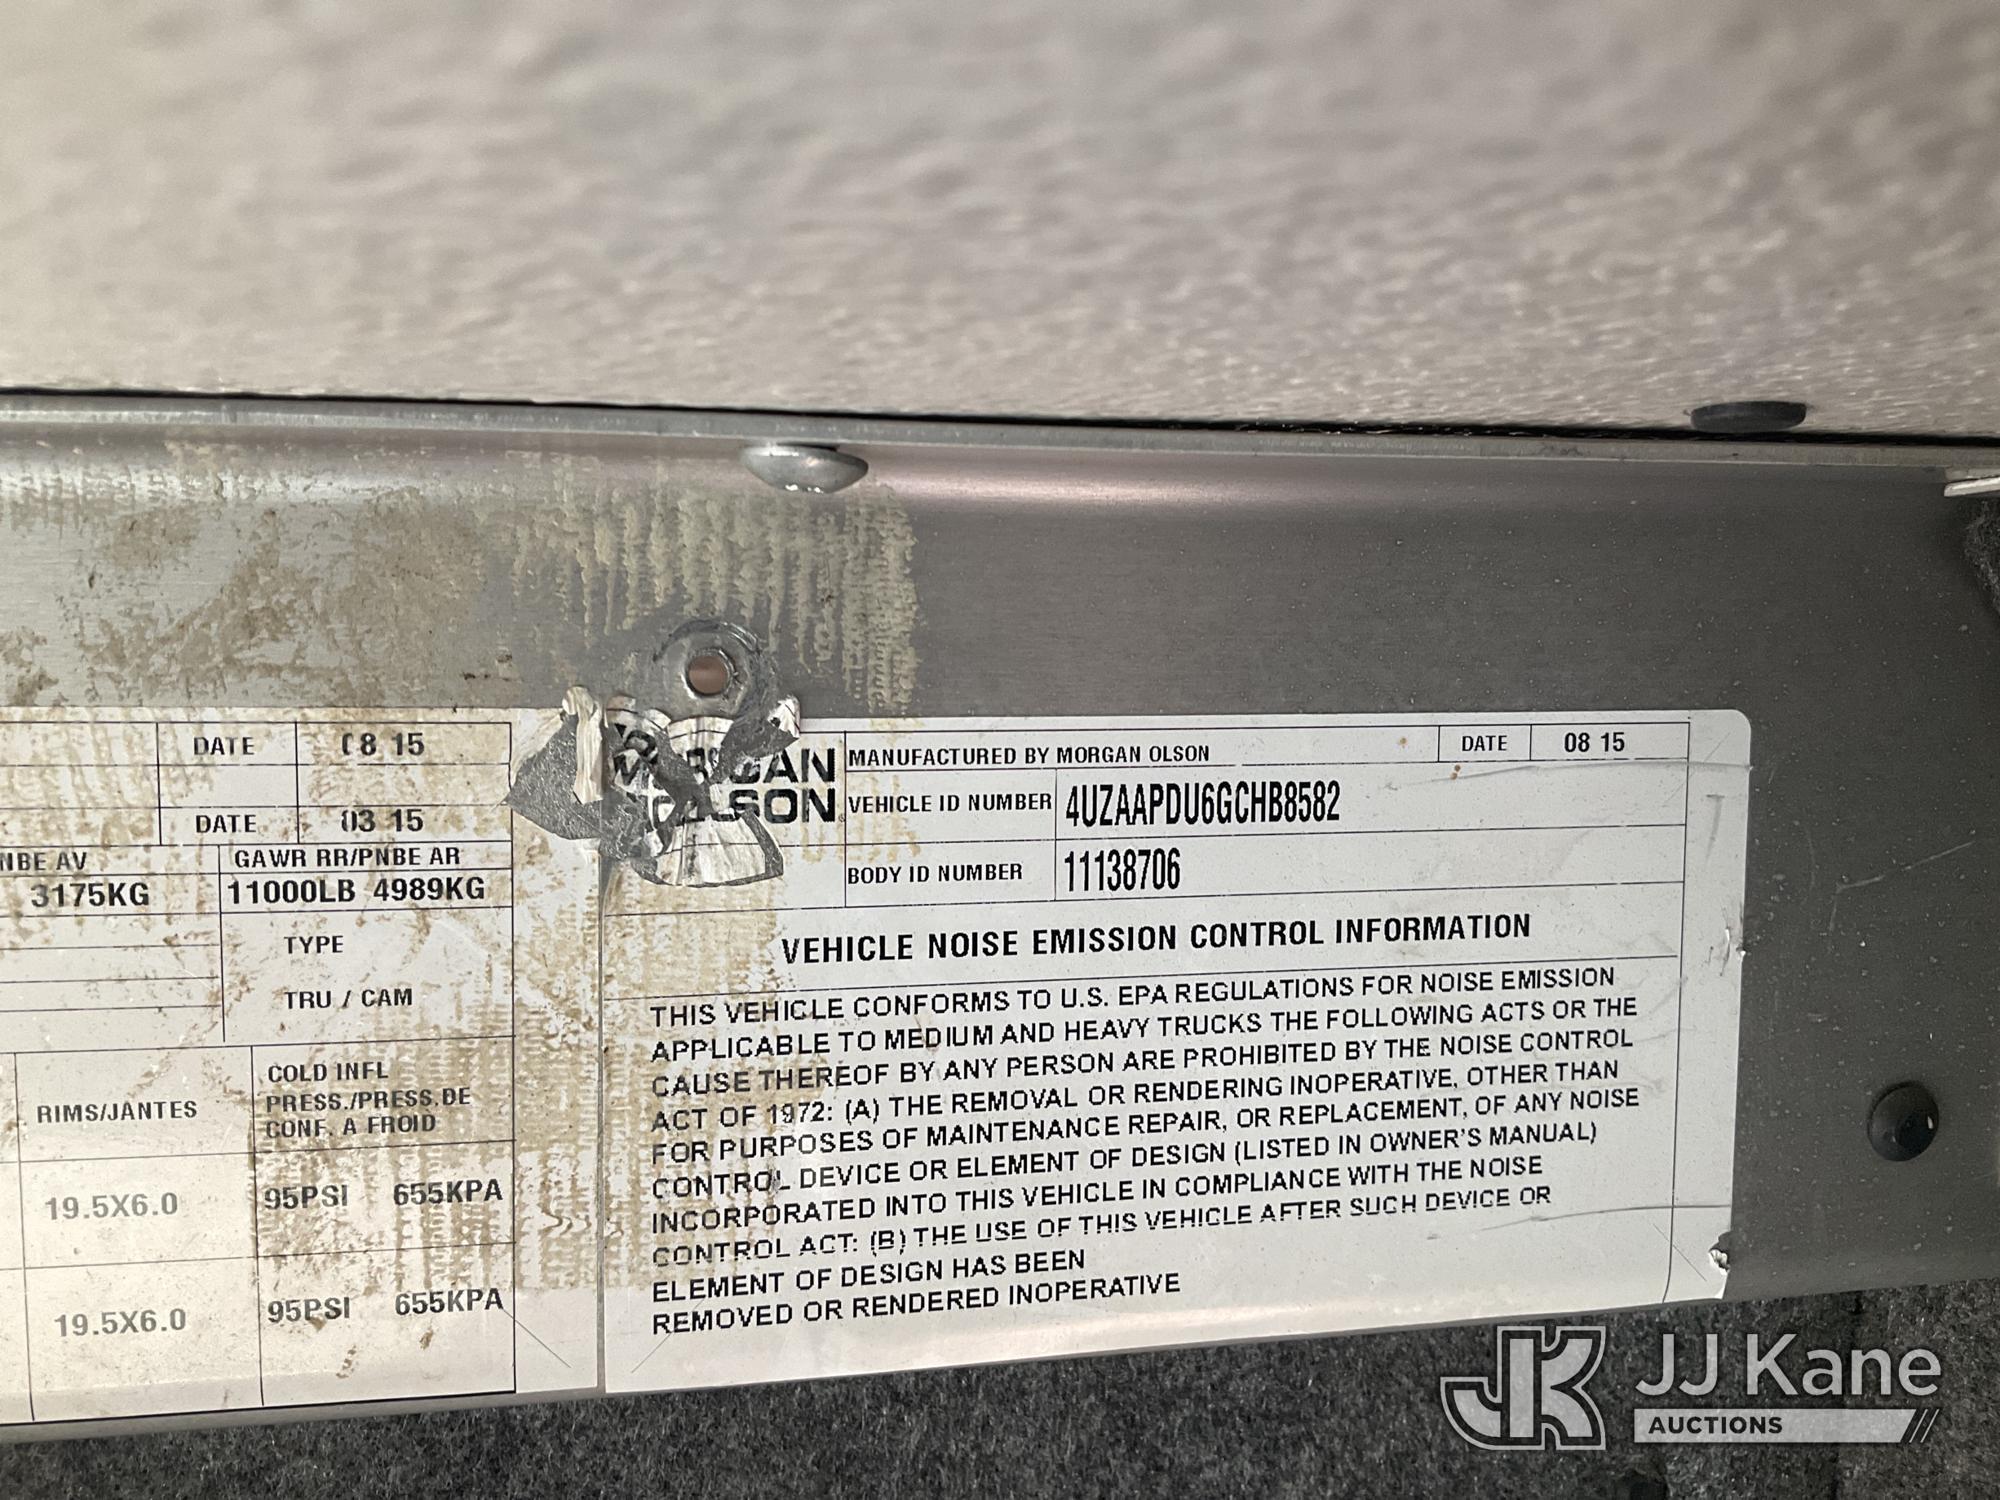 DATE 08 15
DATE 03 15
NBE AV GAWR RR/PNBE AR
3175KG 11000LB 4989KG
TYPE
TRU / CAM
RIMS/JANTES COLD INFL
PRESS./PRESS.DE
CONF. A FROID
19.5X6.0 95PSI 655KPA
19.5X6.0 95PSI 655KPA
MORGAN
OLSON
MANUFACTURED BY MORGAN OLSON DATE 08 15
VEHICLE ID NUMBER 4UZAAPDU6GCHB8582
BODY ID NUMBER 11138706
VEHICLE NOISE EMISSION CONTROL INFORMATION
THIS VEHICLE CONFORMS TO U.S. EPA REGULATIONS FOR NOISE EMISSION
APPLICABLE TO MEDIUM AND HEAVY TRUCKS THE FOLLOWING ACTS OR THE
CAUSE THEREOF BY ANY PERSON ARE PROHIBITED BY THE NOISE CONTROL
ACT OF 1972: (A) THE REMOVAL OR RENDERING INOPERATIVE, OTHER THAN
FOR PURPOSES OF MAINTENANCE REPAIR, OR REPLACEMENT, OF ANY NOISE
CONTROL DEVICE OR ELEMENT OF DESIGN (LISTED IN OWNER'S MANUAL)
INCORPORATED INTO THIS VEHICLE IN COMPLIANCE WITH THE NOISE
CONTROL ACT: (B) THE USE OF THIS VEHICLE AFTER SUCH DEVICE OR
ELEMENT OF DESIGN HAS BEEN
REMOVED OR RENDERED INOPERATIVE
JK JJ Kane
AUCTIONS